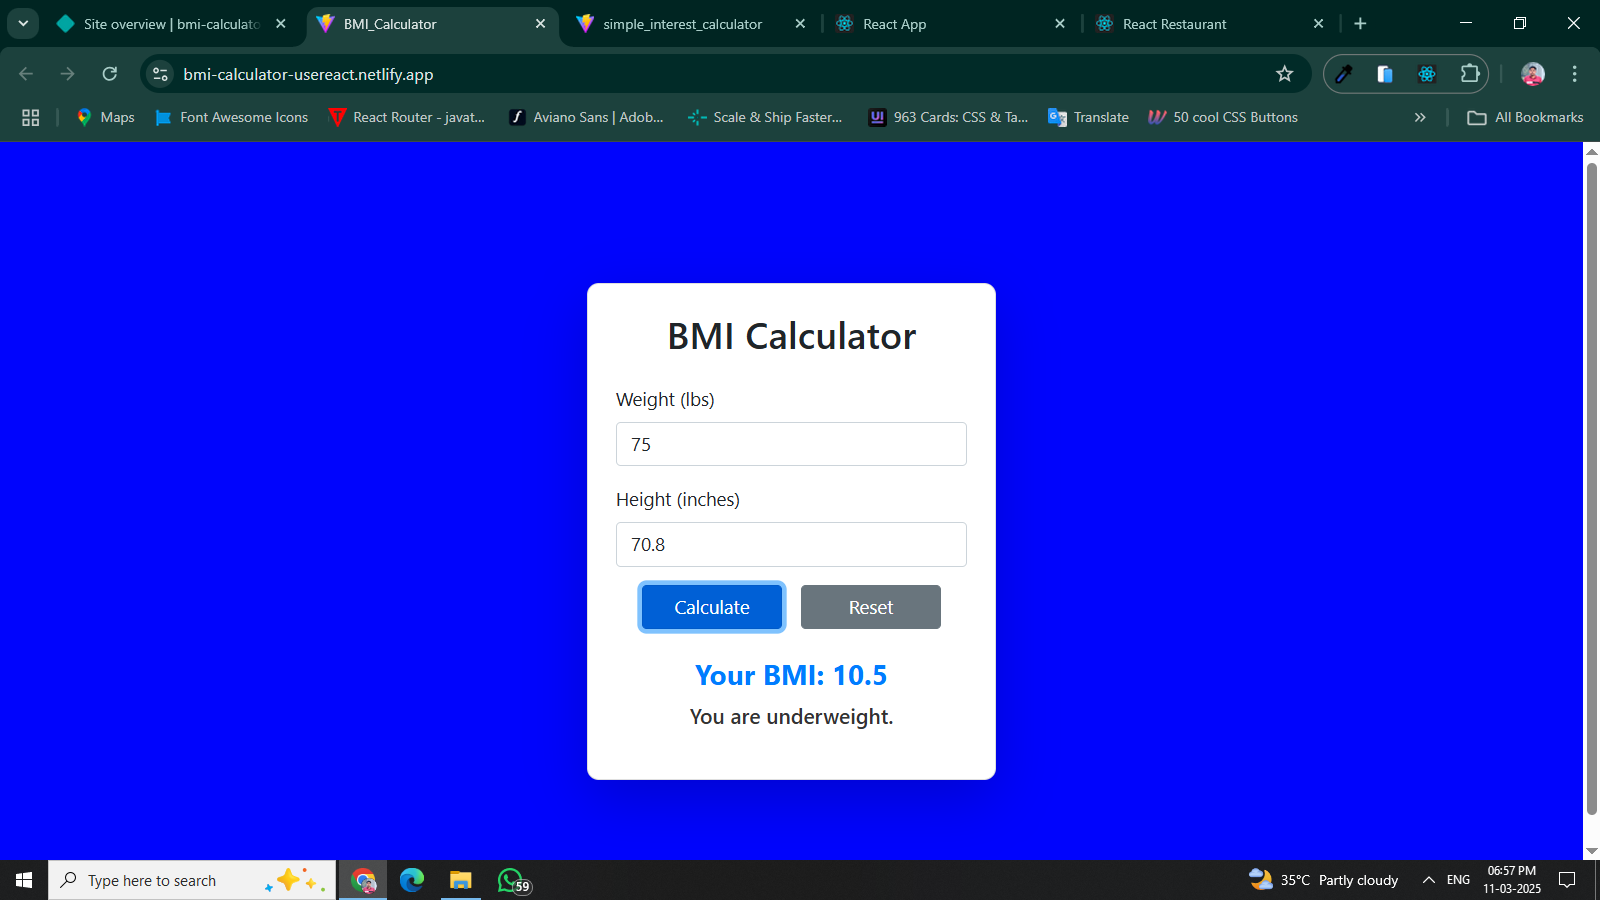 Site overview | bmi-calculato
BMI_Calculator
simple_interest_calculator
React App
React Restaurant
bmi-calculator-usereact.netlify.app
Maps
Font Awesome Icons
React Router - javat...
Aviano Sans | Adob...
Scale & Ship Faster...
UI
963 Cards: CSS & Ta...
Translate
50 cool CSS Buttons
All Bookmarks
BMI Calculator
Weight (lbs)
75
Height (inches)
70.8
Calculate
Reset
Your BMI: 10.5
You are underweight.
Type here to search
59
35°C Partly cloudy
ENG
06:57 PM
11-03-2025